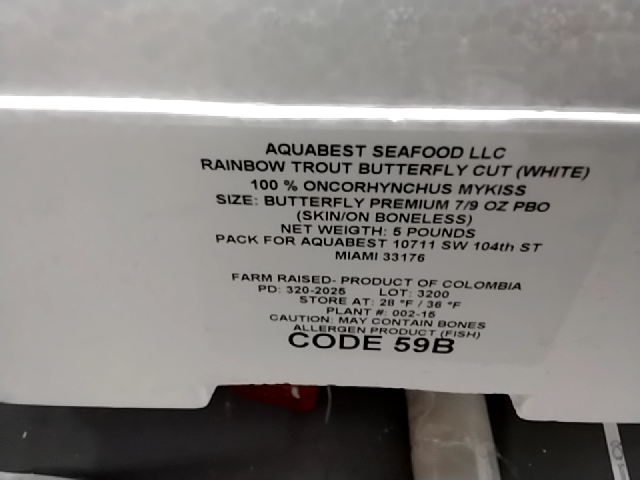 AQUABEST SEAFOOD LLC
RAINBOW TROUT BUTTERFLY CUT (WHITE)
100 % ONCORHYNCHUS MYKISS
SIZE: BUTTERFLY PREMIUM 7/9 OZ PBO
(SKIN/ON BONELESS)
NET WEIGTH: 5 POUNDS
PACK FOR AQUABEST 10711 SW 104th ST
MIAMI 33176
FARM RAISED- PRODUCT OF COLOMBIA
PD: 320-2025 LOT: 3200
STORE AT: 28 °F / 36 °F
PLANT #: 002-15
CAUTION: MAY CONTAIN BONES
ALLERGEN PRODUCT (FISH)
CODE 59B